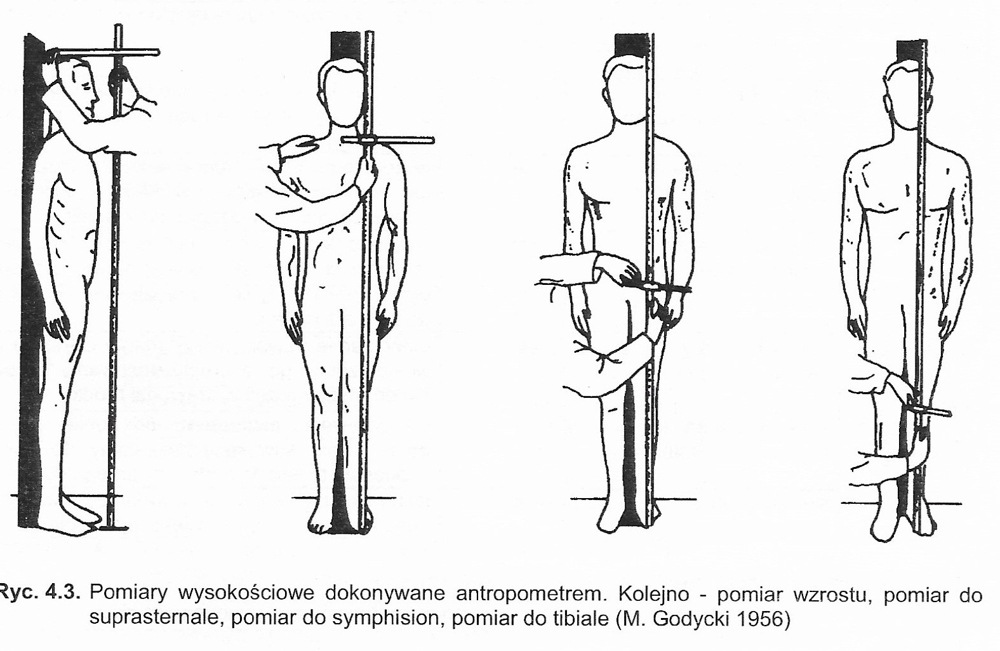 Ryc. 4.3. Pomiary wysokościowe dokonywane antropometrem. Kolejno - pomiar wzrostu, pomiar do
suprasternale, pomiar do symphision, pomiar do tibiale (M. Godycki 1956)